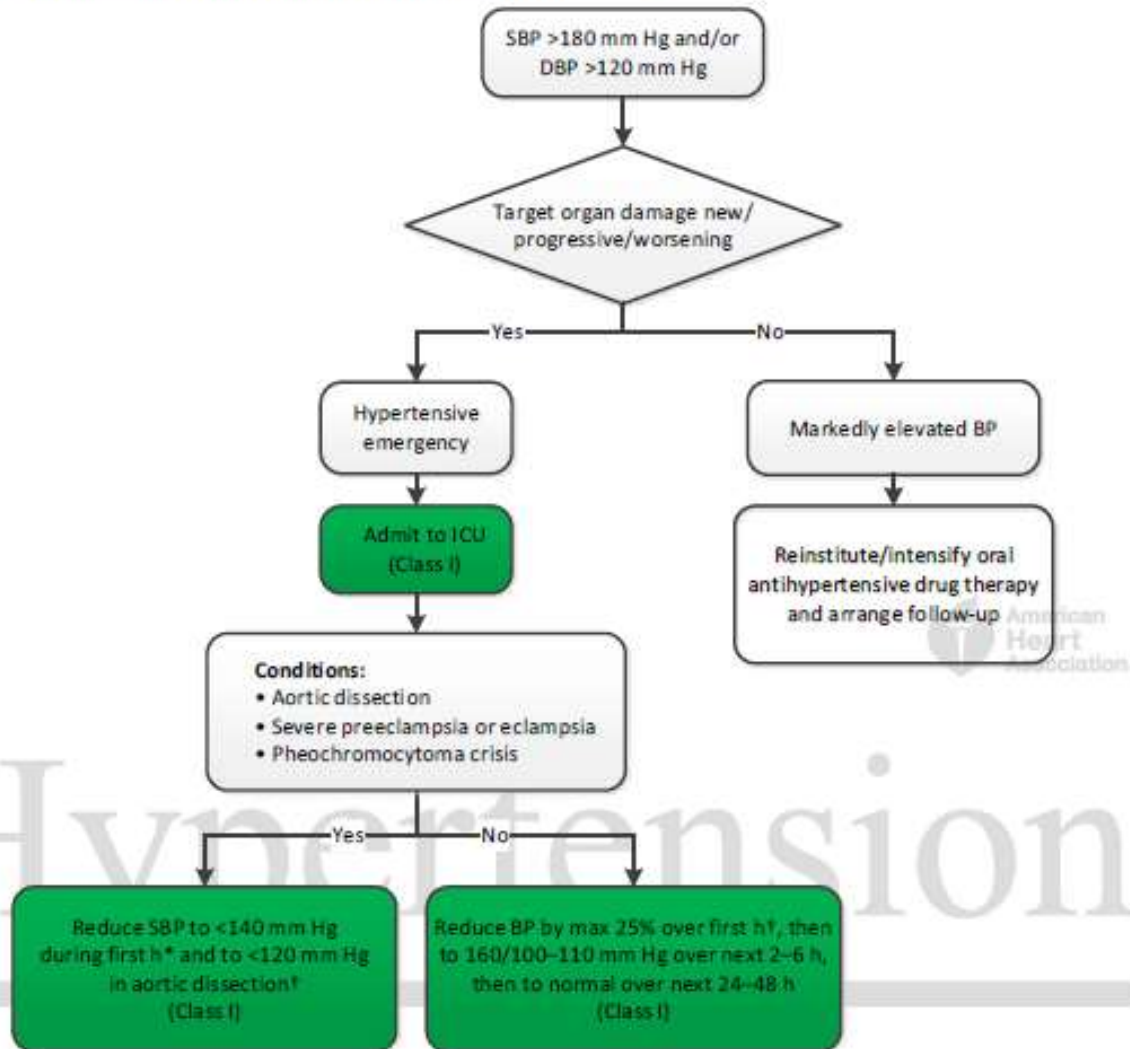 SBP >180 mm Hg and/or
DBP >120 mm Hg
Target organ damage new/
progressive/worsening
Yes
No
Hypertensive
emergency
Markedly elevated BP
Admit to ICU
(Class I)
Reinstitute/intensify oral
antihypertensive drug therapy
and arrange follow-up
American
Heart
Association
Conditions:
• Aortic dissection
• Severe preeclampsia or eclampsia
• Pheochromocytoma crisis
Hypertension
Yes
No
Reduce SBP to <140 mm Hg
during first h* and to <120 mm Hg
in aortic dissection†
(Class I)
Reduce BP by max 25% over first h†, then
to 160/100–110 mm Hg over next 2–6 h,
then to normal over next 24–48 h
(Class I)